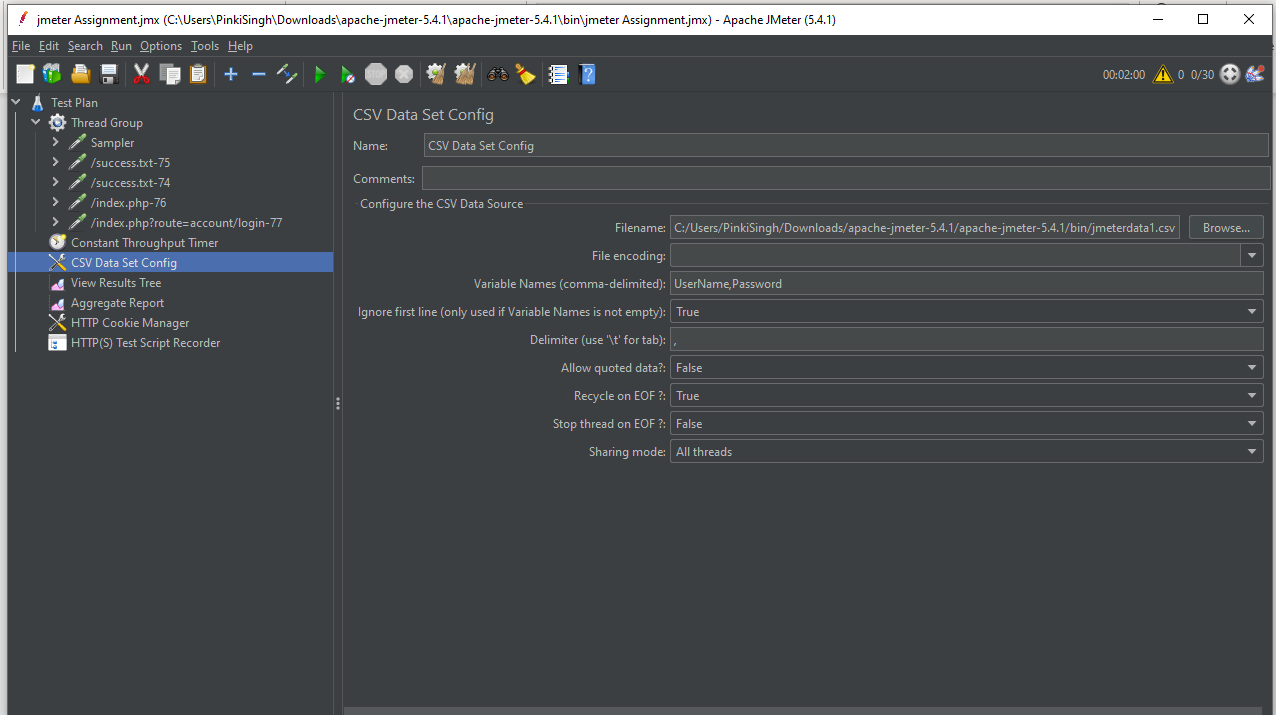 jmeter Assignment.jmx (C:\Users\PinkiSingh\Downloads\apache-jmeter-5.4.1\apache-jmeter-5.4.1\bin\jmeter Assignment.jmx) - Apache JMeter (5.4.1)
File Edit Search Run Options Tools Help
STOP 00:02:00 0 0/30
Test Plan
Thread Group
Sampler
/success.txt-75
/success.txt-74
/index.php-76
/index.php?route=account/login-77
Constant Throughput Timer
CSV Data Set Config
View Results Tree
Aggregate Report
HTTP Cookie Manager
HTTP(S) Test Script Recorder
CSV Data Set Config
Name: CSV Data Set Config
Comments:
Configure the CSV Data Source
Filename: C:/Users/PinkiSingh/Downloads/apache-jmeter-5.4.1/apache-jmeter-5.4.1/bin/jmeterdata1.csv Browse...
File encoding:
Variable Names (comma-delimited): UserName,Password
Ignore first line (only used if Variable Names is not empty): True
Delimiter (use '\t' for tab): ,
Allow quoted data?: False
Recycle on EOF ?: True
Stop thread on EOF ?: False
Sharing mode: All threads